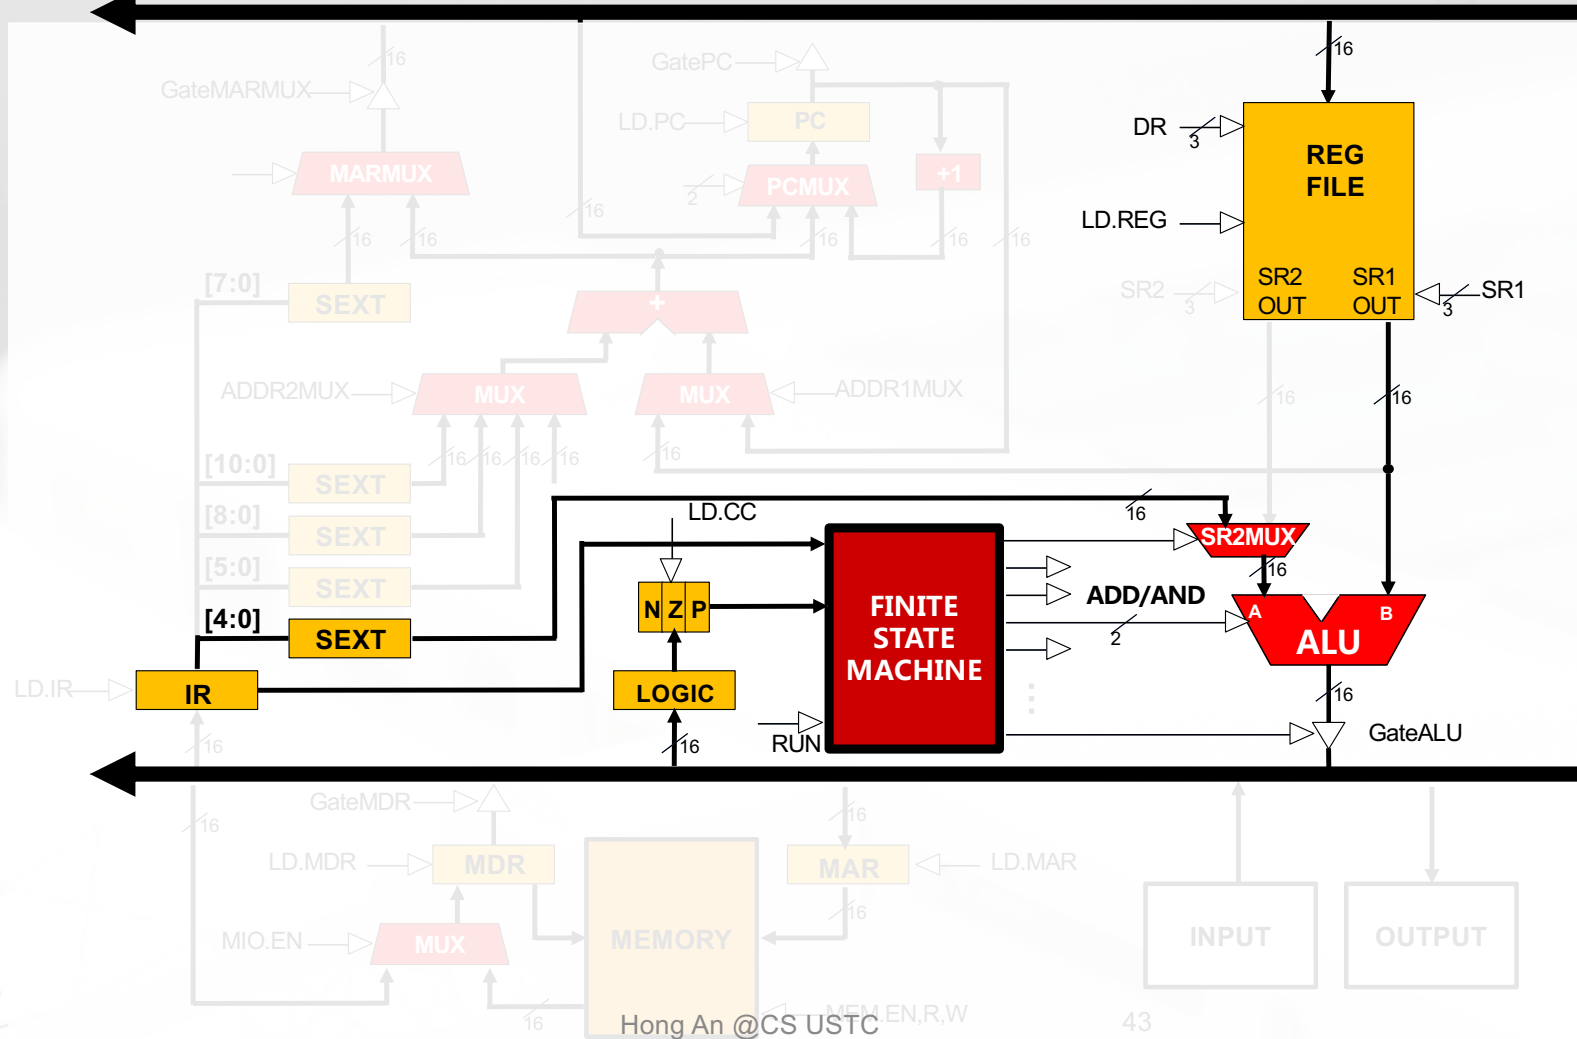 16
16
GatePC
GateMARMUX
DR
3
LD.PC
PC
REG
FILE
MARMUX
PCMUX
+1
2
16
LD.REG
16
16
16
16
16
[7:0]
SEXT
SR2
3
SR2
OUT
SR1
OUT
3
SR1
+
ADDR2MUX
MUX
MUX
ADDR1MUX
16
16
[10:0]
SEXT
16
16
16
16
16
LD.CC
16
[8:0]
SEXT
SR2MUX
[5:0]
SEXT
16
N Z P
FINITE
STATE
MACHINE
ADD/AND
2
A
B
ALU
[4:0]
SEXT
LD.IR
IR
LOGIC
16
16
16
RUN
GateALU
GateMDR
16
16
LD.MDR
MDR
MAR
LD.MAR
16
MIO.EN
MUX
MEMORY
INPUT
OUTPUT
16
MEM.EN,R,W
Hong An @CS USTC
43